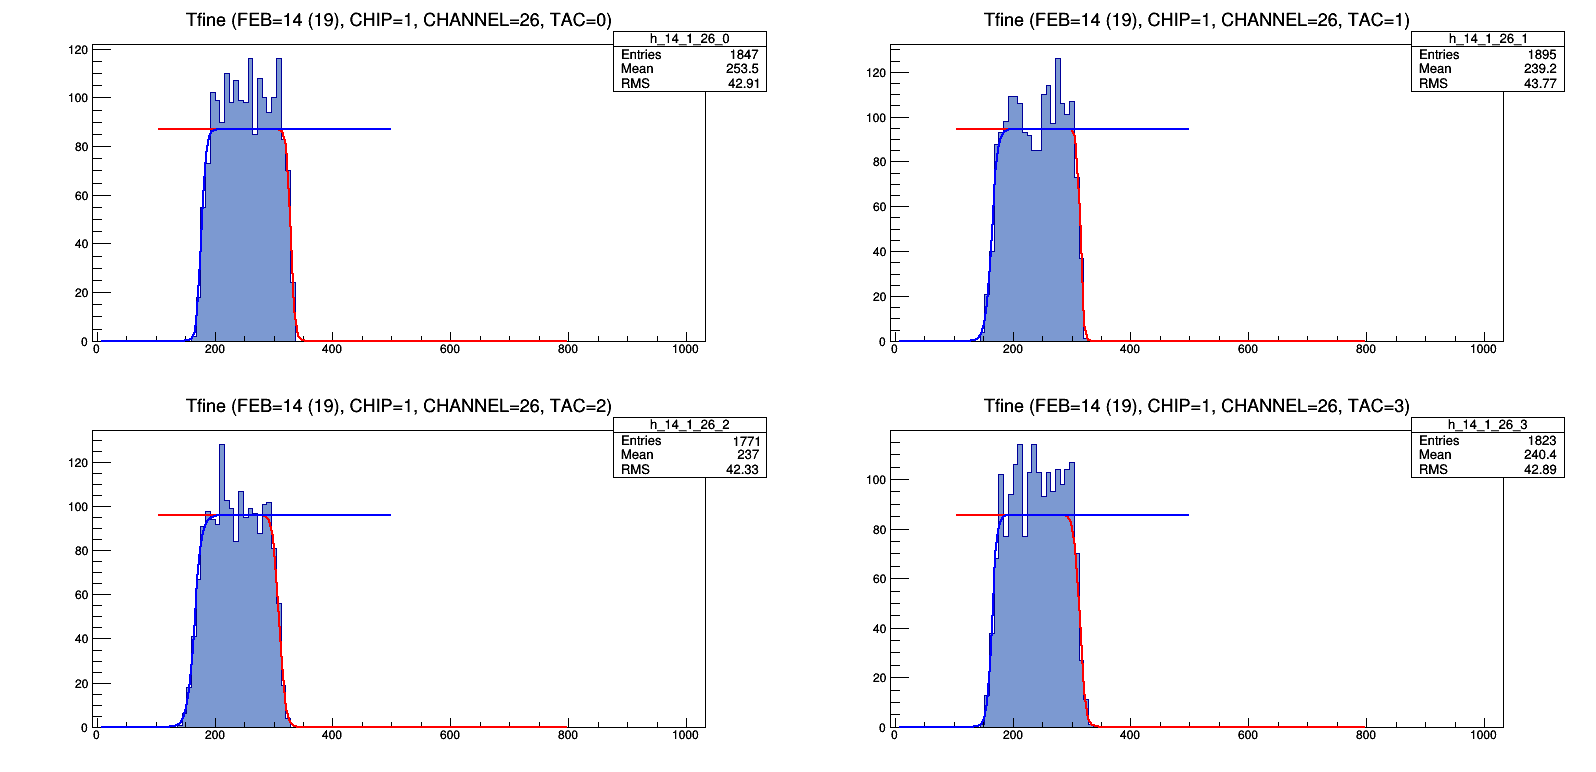 Tfine (FEB=14 (19), CHIP=1, CHANNEL=26, TAC=0)
h_14_1_26_0
Entries 1847
Mean 253.5
RMS 42.91
120
100
80
60
40
20
0
0 200 400 600 800 1000
Tfine (FEB=14 (19), CHIP=1, CHANNEL=26, TAC=1)
h_14_1_26_1
Entries 1895
Mean 239.2
RMS 43.77
120
100
80
60
40
20
0
0 200 400 600 800 1000
Tfine (FEB=14 (19), CHIP=1, CHANNEL=26, TAC=2)
h_14_1_26_2
Entries 1771
Mean 237
RMS 42.33
120
100
80
60
40
20
0
0 200 400 600 800 1000
Tfine (FEB=14 (19), CHIP=1, CHANNEL=26, TAC=3)
h_14_1_26_3
Entries 1823
Mean 240.4
RMS 42.89
100
80
60
40
20
0
0 200 400 600 800 1000